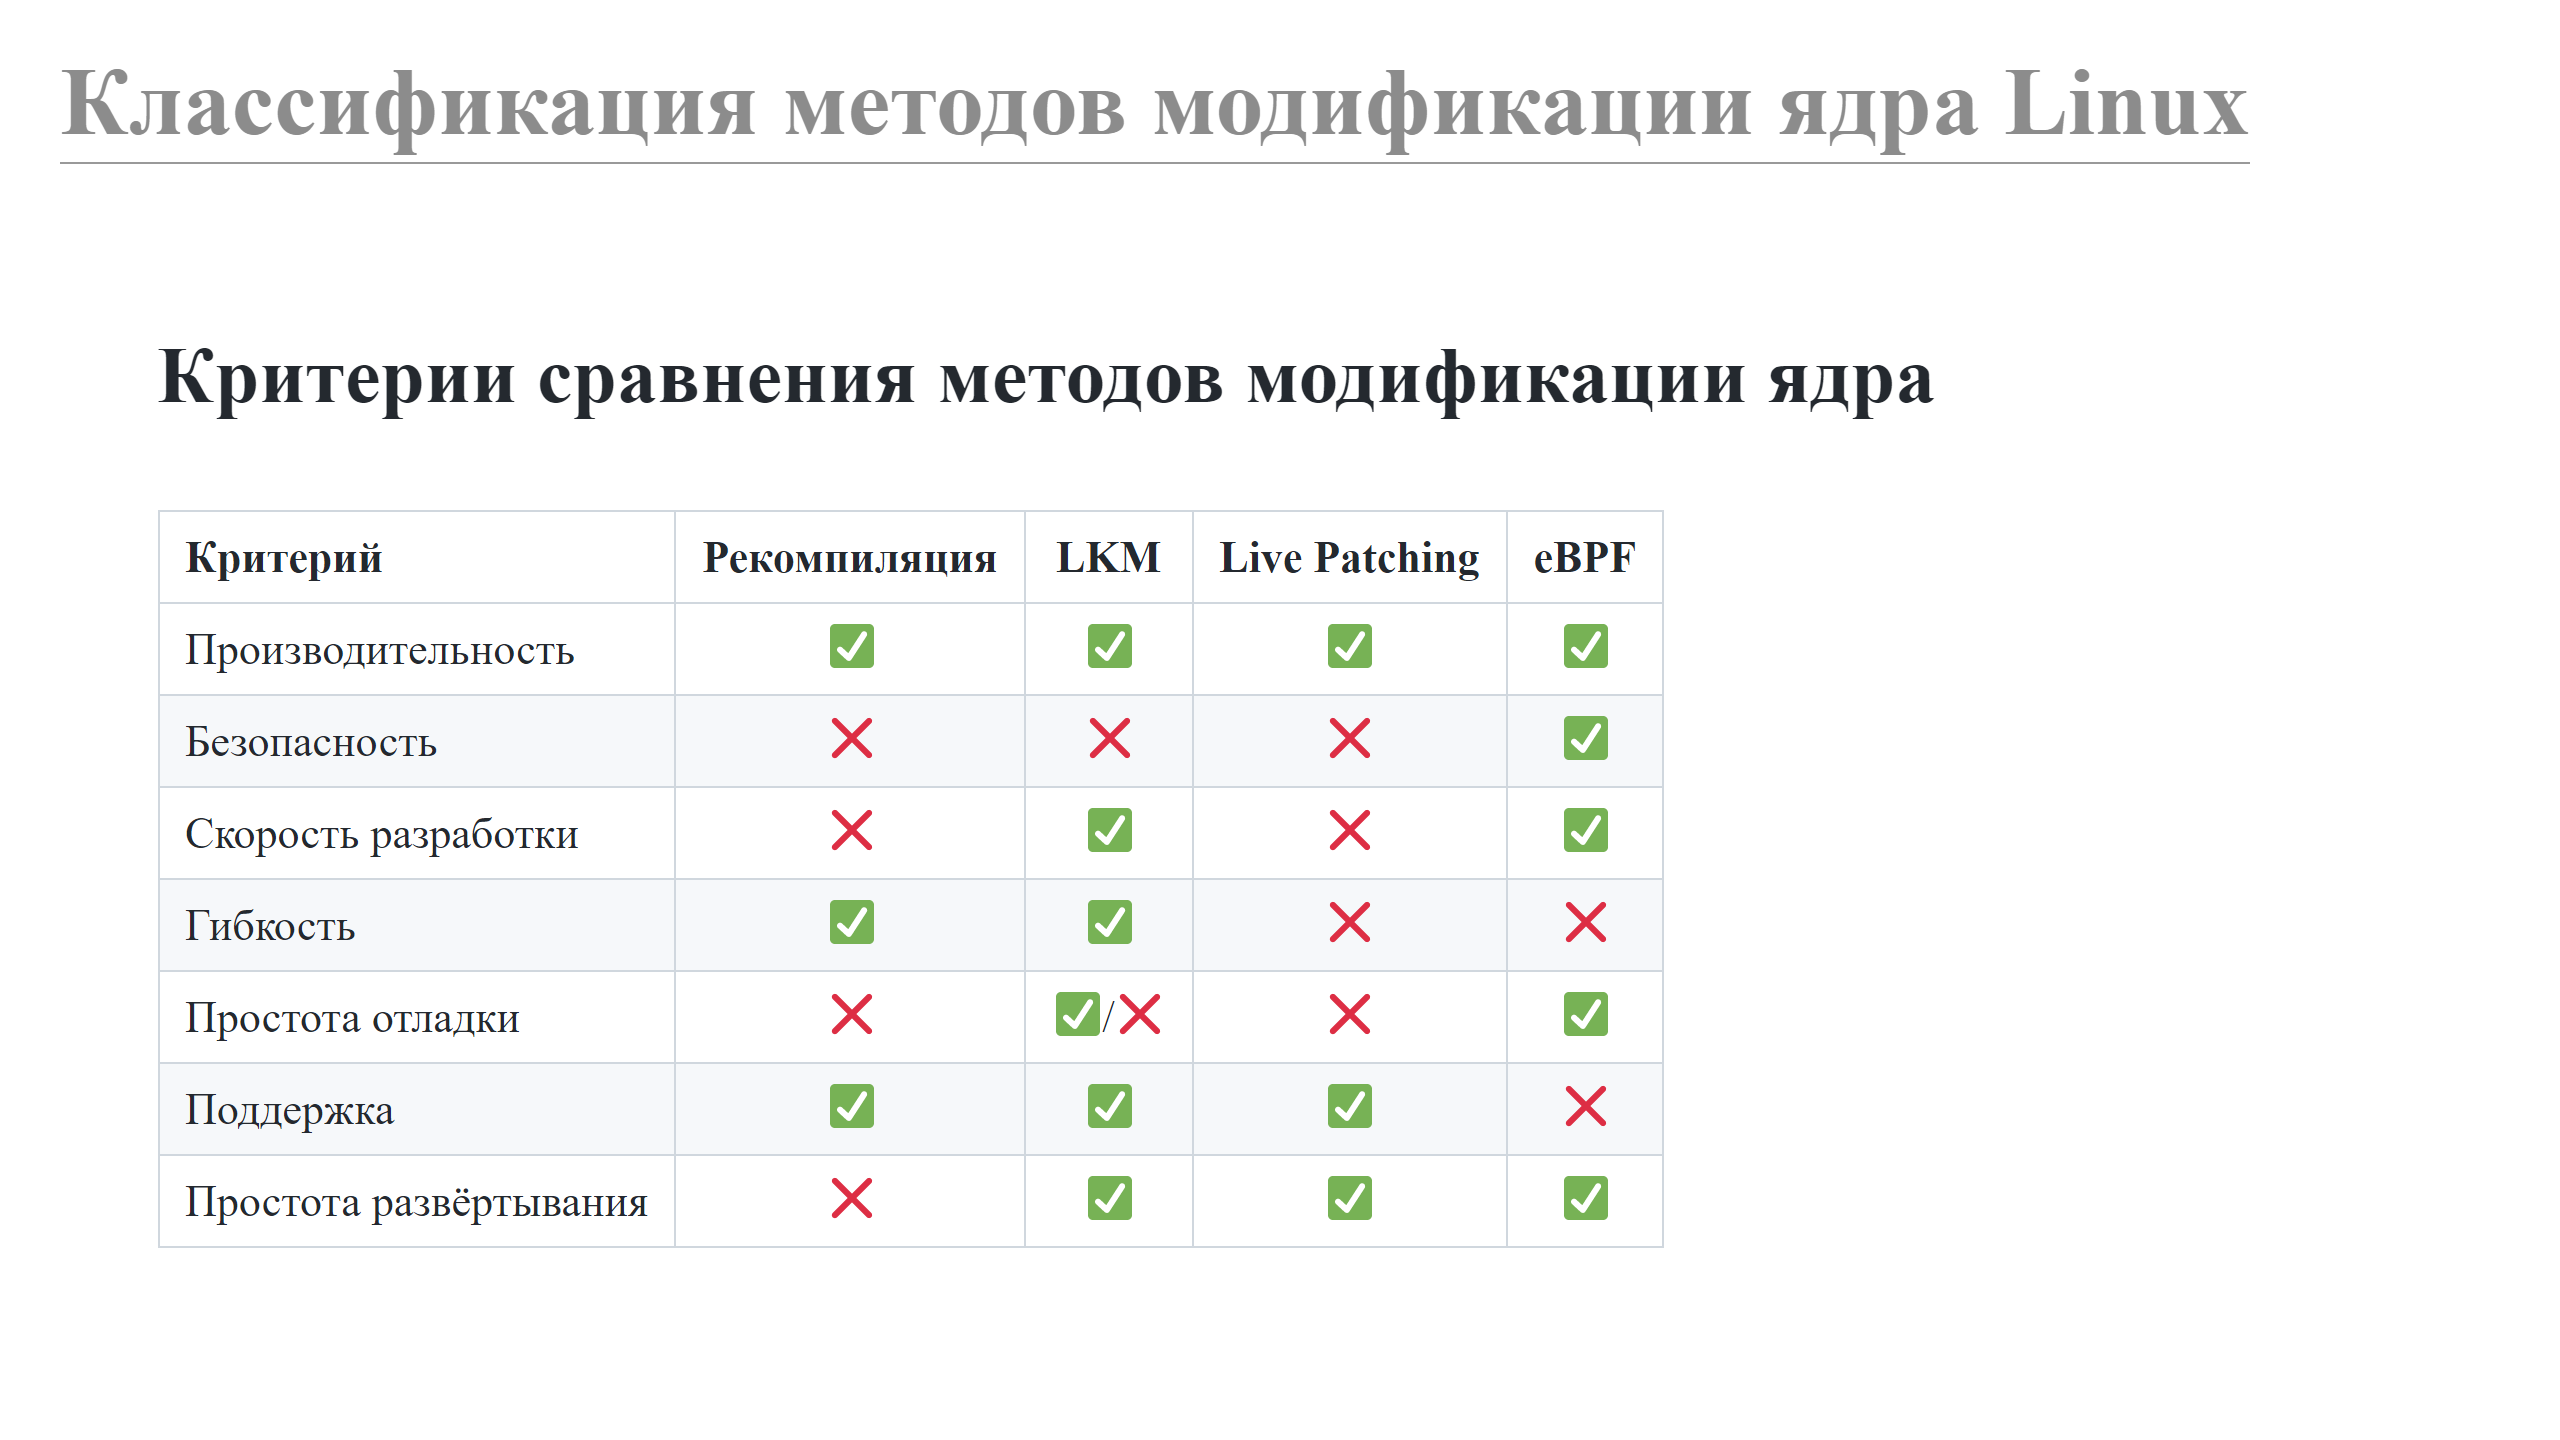 Классификация методов модификации ядра Linux
Критерии сравнения методов модификации ядра
Критерий Рекомпиляция LKM Live Patching eBPF
Производительность ✅ ✅ ✅ ✅
Безопасность ❌ ❌ ❌ ✅
Скорость разработки ❌ ✅ ❌ ✅
Гибкость ✅ ✅ ❌ ❌
Простота отладки ❌ ✅/❌ ❌ ✅
Поддержка ✅ ✅ ✅ ❌
Простота развёртывания ❌ ✅ ✅ ✅